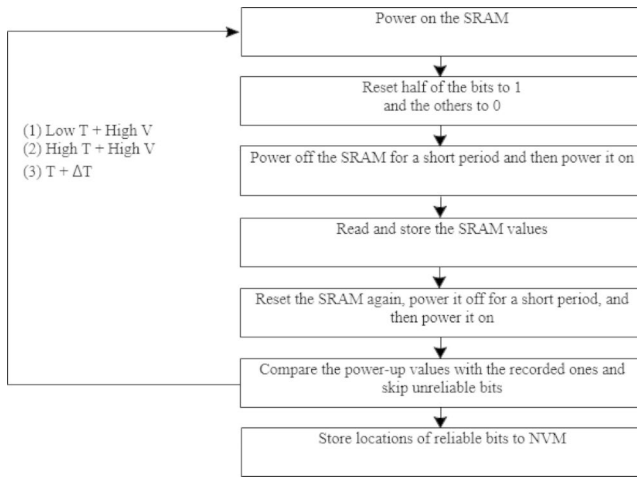 Power on the SRAM
Reset half of the bits to 1
and the others to 0
(1) Low T + High V
(2) High T + High V
(3) T + ΔT
Power off the SRAM for a short period and then power it on
Read and store the SRAM values
Reset the SRAM again, power it off for a short period, and
then power it on
Compare the power-up values with the recorded ones and
skip unreliable bits
Store locations of reliable bits to NVM